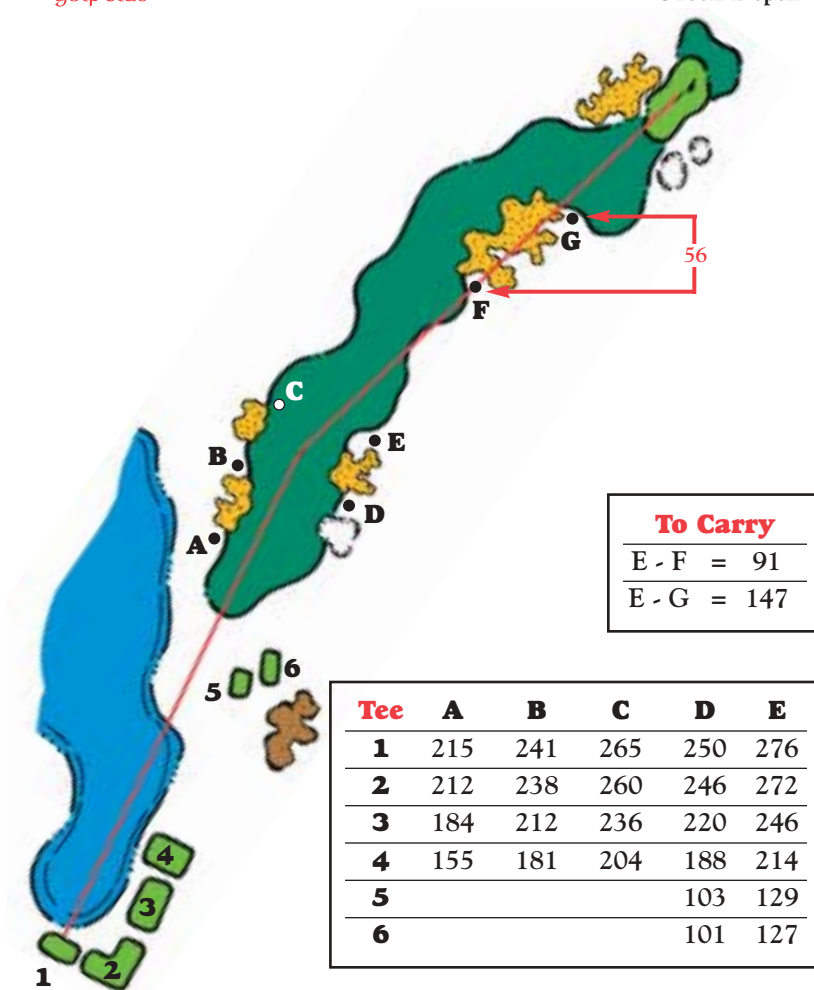 G
56
F
C
B
E
D
A
To Carry
E - F = 91
E - G = 147
6
5
Tee A B C D E
1 215 241 265 250 276
2 212 238 260 246 272
3 184 212 236 220 246
4 155 181 204 188 214
5 103 129
6 101 127
4
3
2
1